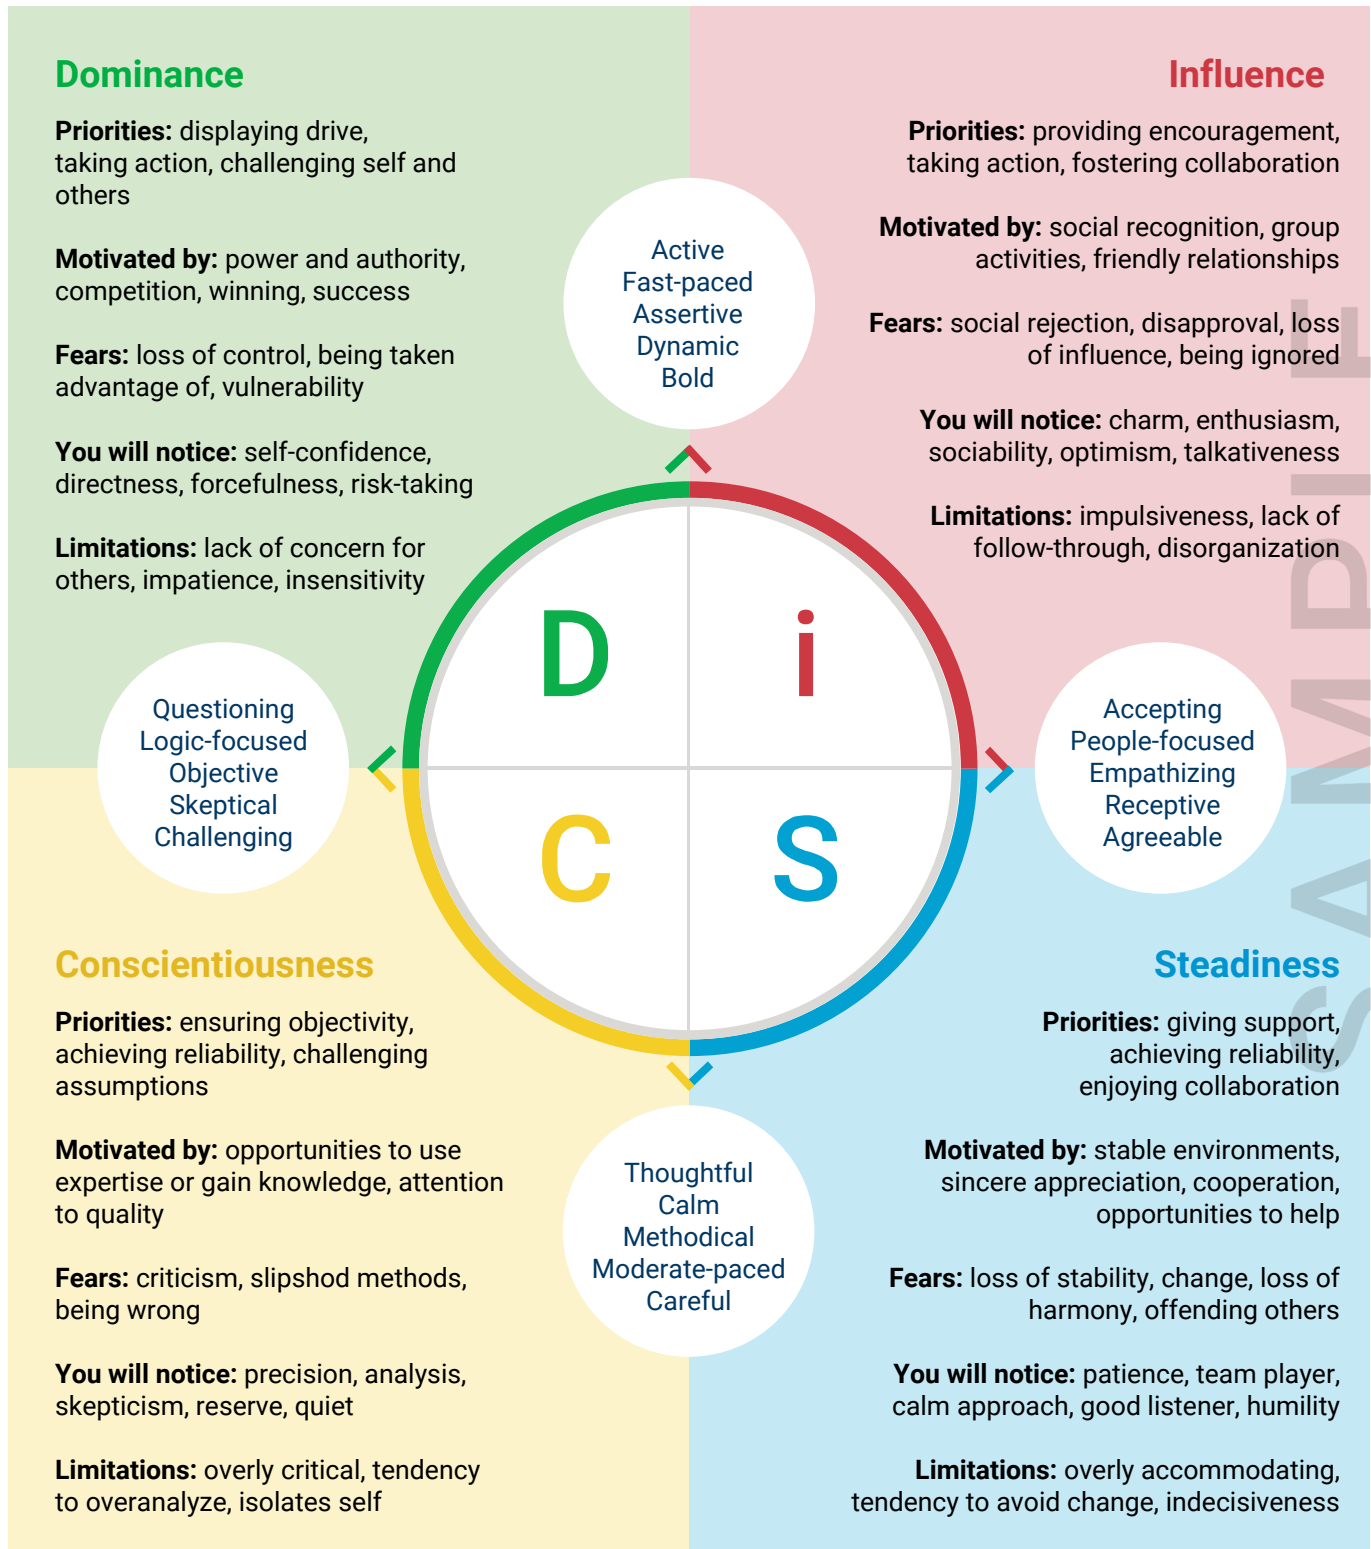 Dominance
Priorities: displaying drive,
taking action, challenging self and
others
Motivated by: power and authority,
competition, winning, success
Fears: loss of control, being taken
advantage of, vulnerability
You will notice: self-confidence,
directness, forcefulness, risk-taking
Limitations: lack of concern for
others, impatience, insensitivity
Influence
Priorities: providing encouragement,
taking action, fostering collaboration
Motivated by: social recognition, group
activities, friendly relationships
Fears: social rejection, disapproval, loss
of influence, being ignored
You will notice: charm, enthusiasm,
sociability, optimism, talkativeness
Limitations: impulsiveness, lack of
follow-through, disorganization
Active
Fast-paced
Assertive
Dynamic
Bold
Questioning
Logic-focused
Objective
Skeptical
Challenging
D
i
C
S
Accepting
People-focused
Empathizing
Receptive
Agreeable
Conscientiousness
Priorities: ensuring objectivity,
achieving reliability, challenging
assumptions
Motivated by: opportunities to use
expertise or gain knowledge, attention
to quality
Fears: criticism, slipshod methods,
being wrong
You will notice: precision, analysis,
skepticism, reserve, quiet
Limitations: overly critical, tendency
to overanalyze, isolates self
Thoughtful
Calm
Methodical
Moderate-paced
Careful
Steadiness
Priorities: giving support,
achieving reliability,
enjoying collaboration
Motivated by: stable environments,
sincere appreciation, cooperation,
opportunities to help
Fears: loss of stability, change, loss of
harmony, offending others
You will notice: patience, team player,
calm approach, good listener, humility
Limitations: overly accommodating,
tendency to avoid change, indecisiveness
SAMPLE